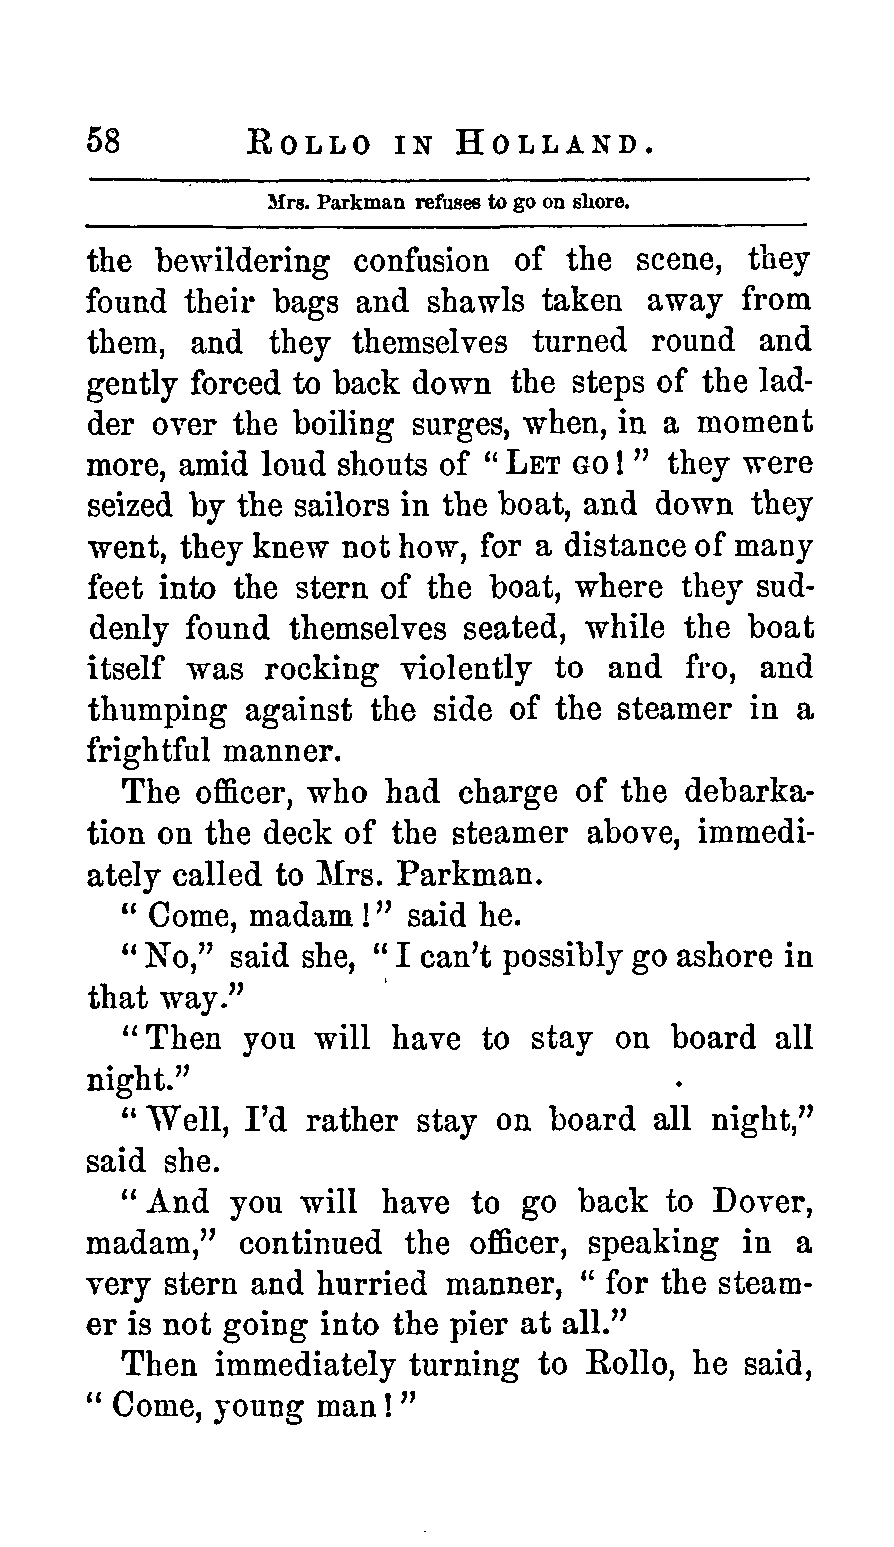 58 ROLLO IN HOLLAND.
Mrs. Parkman refuses to go on shore.
the bewildering confusion of the scene, they
found their bags and shawls taken away from
them, and they themselves turned round and
gently forced to back down the steps of the lad-
der over the boiling surges, when, in a moment
more, amid loud shouts of “LET GO!” they were
seized by the sailors in the boat, and down they
went, they knew not how, for a distance of many
feet into the stern of the boat, where they sud-
denly found themselves seated, while the boat
itself was rocking violently to and fro, and
thumping against the side of the steamer in a
frightful manner.
The officer, who had charge of the debarka-
tion on the deck of the steamer above, immedi-
ately called to Mrs. Parkman.
“Come, madam!” said he.
“No,” said she, “I can’t possibly go ashore in
that way.”
“Then you will have to stay on board all
night.”
“Well, I’d rather stay on board all night,”
said she.
“And you will have to go back to Dover,
madam,” continued the officer, speaking in a
very stern and hurried manner, “for the steam-
er is not going into the pier at all.”
Then immediately turning to Rollo, he said,
“Come, young man!”